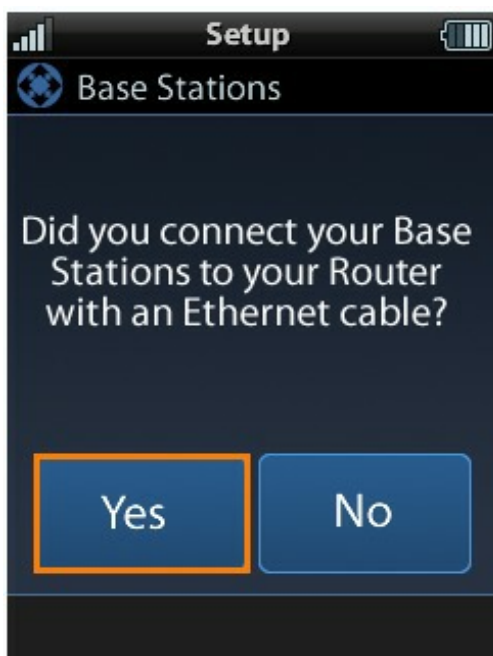 Setup
Base Stations
Did you connect your Base
Stations to your Router
with an Ethernet cable?
Yes
No